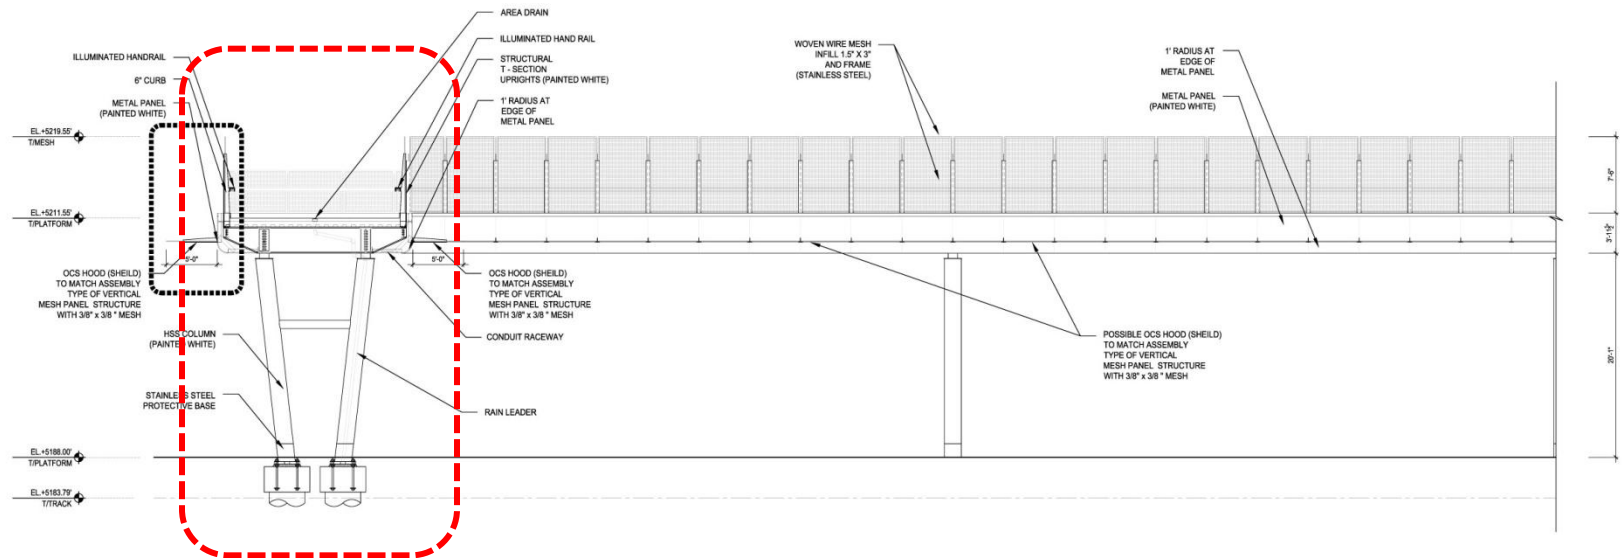 AREA DRAIN
ILLUMINATED HAND RAIL
STRUCTURAL
T - SECTION
UPRIGHTS (PAINTED WHITE)
1' RADIUS AT
EDGE OF
METAL PANEL
ILLUMINATED HANDRAIL
6" CURB
METAL PANEL
(PAINTED WHITE)
WOVEN WIRE MESH
INFILL 1.5" X 3"
AND FRAME
(STAINLESS STEEL)
1' RADIUS AT
EDGE OF
METAL PANEL
METAL PANEL
(PAINTED WHITE)
EL.+5219.55'
T/MESH
EL.+5211.55'
T/PLATFORM
7'-6"
3'-1½"
5'-0"
5'-0"
OCS HOOD (SHEILD)
TO MATCH ASSEMBLY
TYPE OF VERTICAL
MESH PANEL STRUCTURE
WITH 3/8" x 3/8 " MESH
OCS HOOD (SHEILD)
TO MATCH ASSEMBLY
TYPE OF VERTICAL
MESH PANEL STRUCTURE
WITH 3/8" x 3/8 " MESH
HSS COLUMN
(PAINTED WHITE)
CONDUIT RACEWAY
POSSIBLE OCS HOOD (SHEILD)
TO MATCH ASSEMBLY
TYPE OF VERTICAL
MESH PANEL STRUCTURE
WITH 3/8" x 3/8 " MESH
20'-1"
STAINLESS STEEL
PROTECTIVE BASE
RAIN LEADER
EL.+5188.00'
T/PLATFORM
EL.+5183.79'
T/TRACK